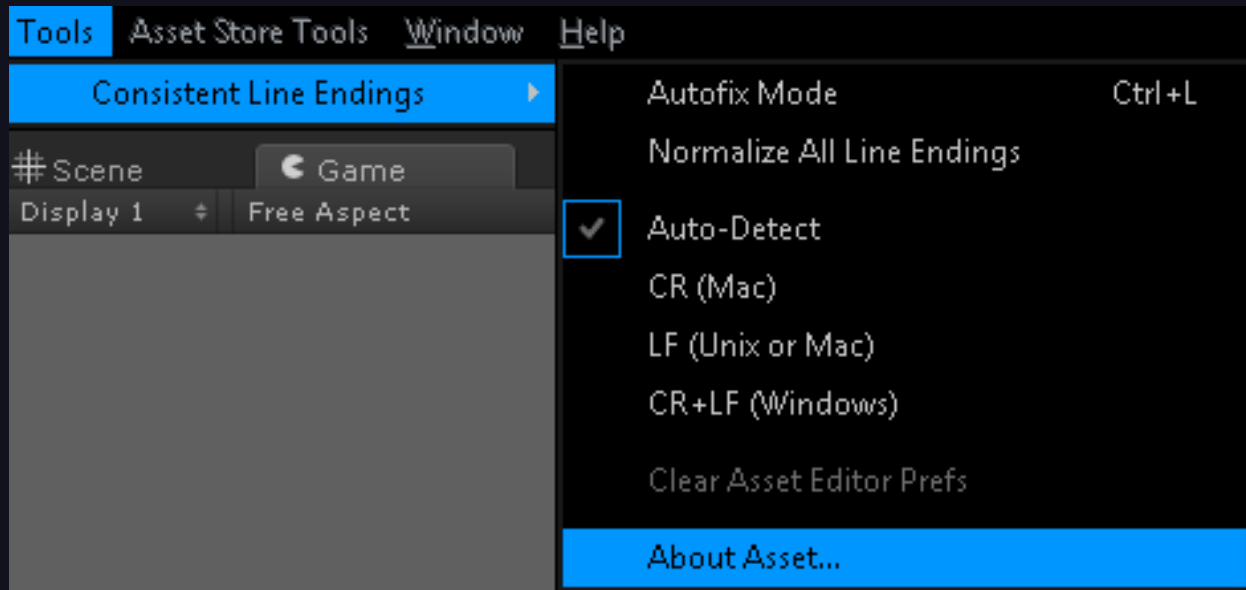 Tools Asset Store Tools Window Help
Consistent Line Endings
Autofix Mode Ctrl+L
Normalize All Line Endings
Scene Game
Display 1 Free Aspect
Auto-Detect
CR (Mac)
LF (Unix or Mac)
CR+LF (Windows)
Clear Asset Editor Prefs
About Asset...